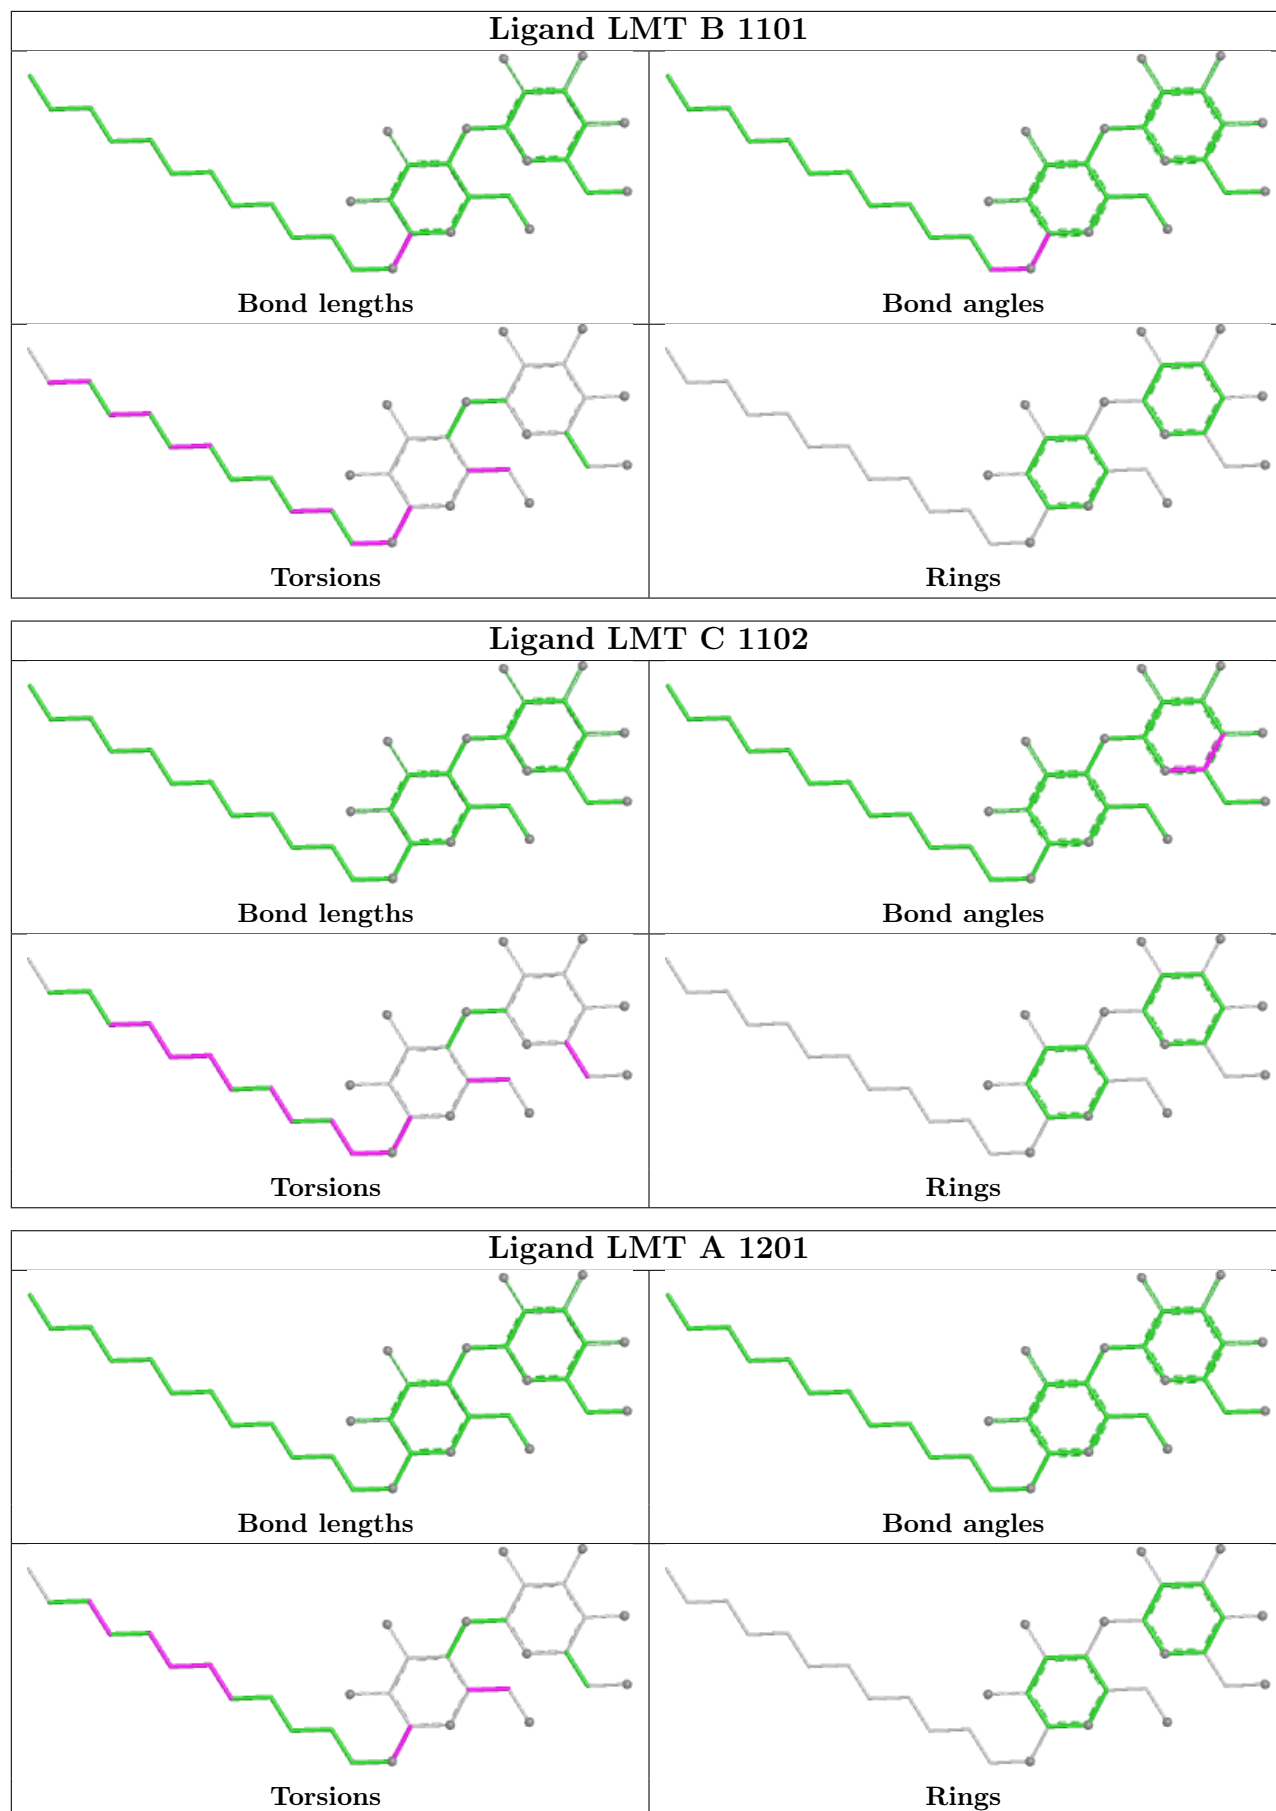 Ligand LMT B 1101
Bond lengths
Bond angles
Torsions
Rings
Ligand LMT C 1102
Bond lengths
Bond angles
Torsions
Rings
Ligand LMT A 1201
Bond lengths
Bond angles
Torsions
Rings